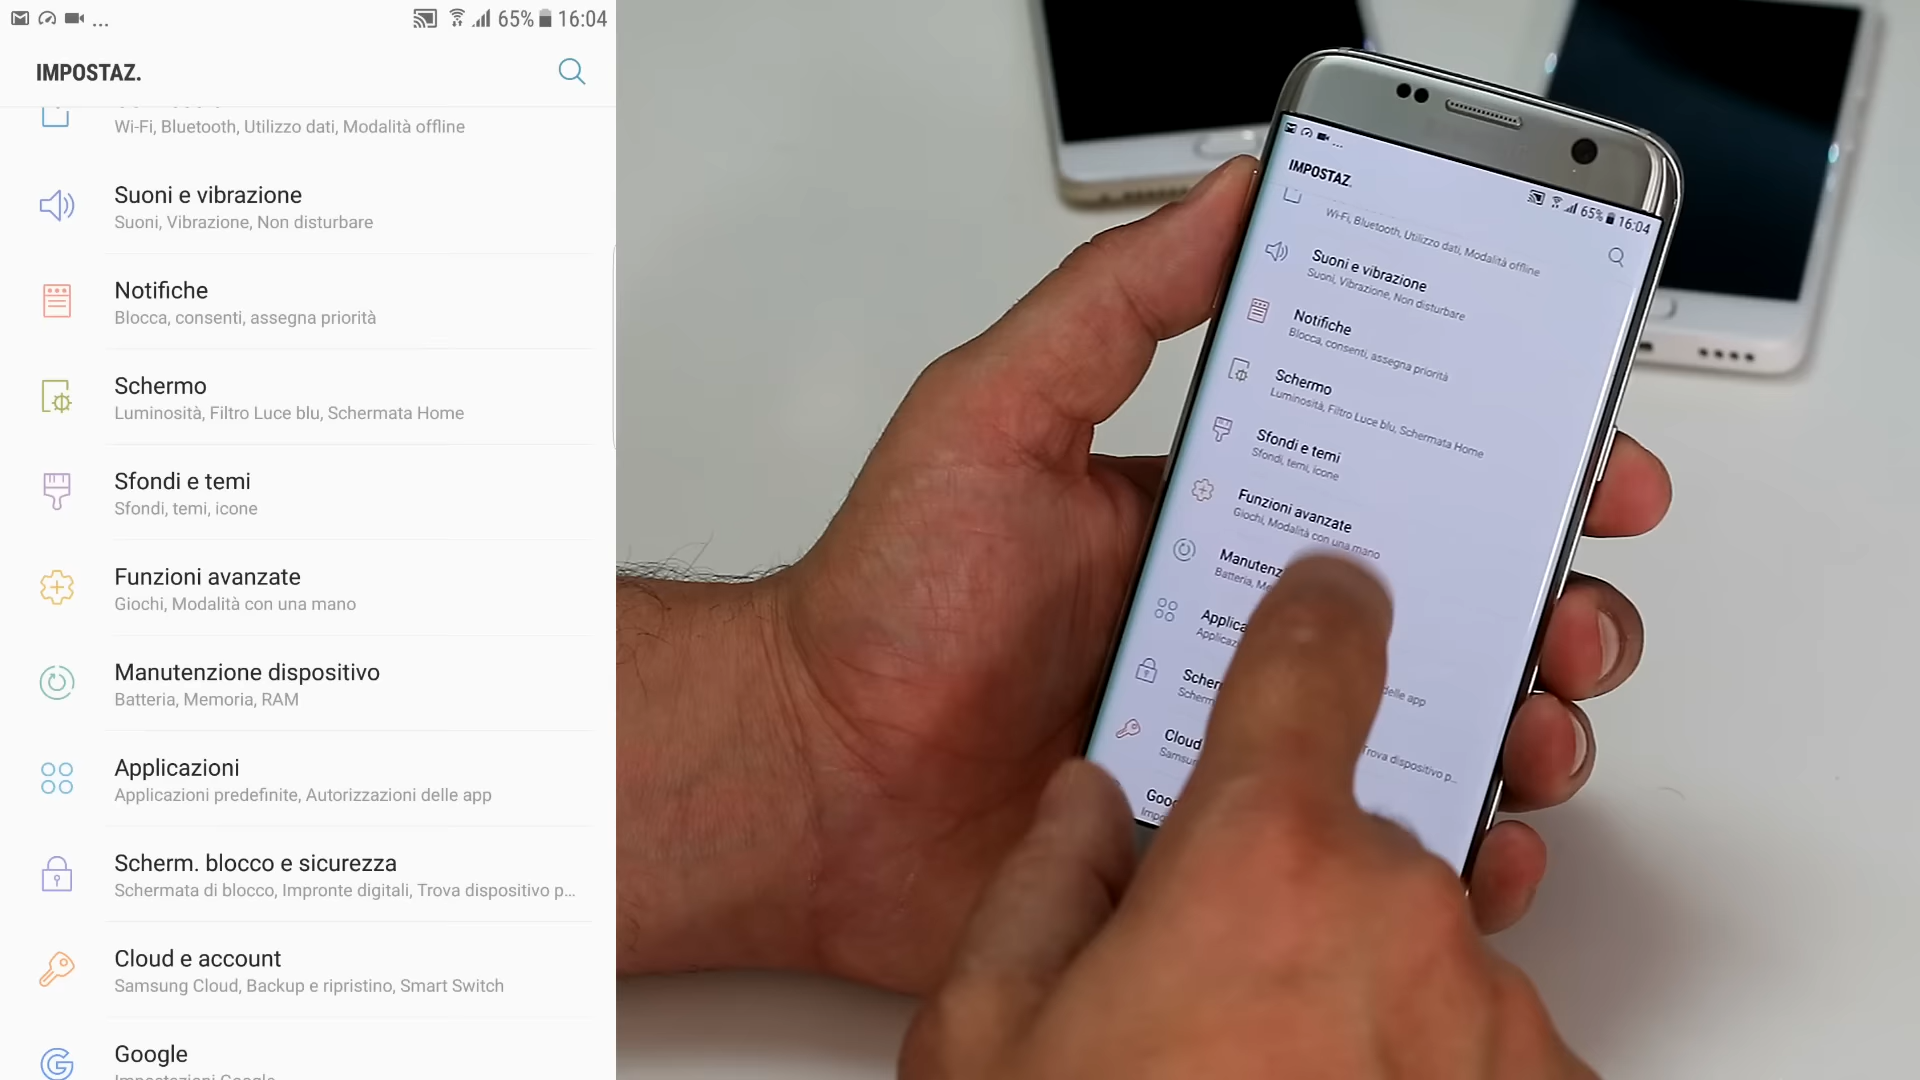 ... 65% 16:04
IMPOSTAZ.
Wi-Fi, Bluetooth, Utilizzo dati, Modalità offline
Suoni e vibrazione
Suoni, Vibrazione, Non disturbare
Notifiche
Blocca, consenti, assegna priorità
Schermo
Luminosità, Filtro Luce blu, Schermata Home
Sfondi e temi
Sfondi, temi, icone
Funzioni avanzate
Giochi, Modalità con una mano
Manutenzione dispositivo
Batteria, Memoria, RAM
Applicazioni
Applicazioni predefinite, Autorizzazioni delle app
Scherm. blocco e sicurezza
Schermata di blocco, Impronte digitali, Trova dispositivo p...
Cloud e account
Samsung Cloud, Backup e ripristino, Smart Switch
Google
Impostazioni Google
... 65% 16:04
IMPOSTAZ.
Wi-Fi, Bluetooth, Utilizzo dati, Modalità offline
Suoni e vibrazione
Suoni, Vibrazione, Non disturbare
Notifiche
Blocca, consenti, assegna priorità
Schermo
Luminosità, Filtro Luce blu, Schermata Home
Sfondi e temi
Sfondi, temi, icone
Funzioni avanzate
Giochi, Modalità con una mano
Manutenz
Batteria, Me
Applica
Applicaz delle app
Scher
Scherm Trova dispositivo p...
Cloud
Samsu
Goo
Impo